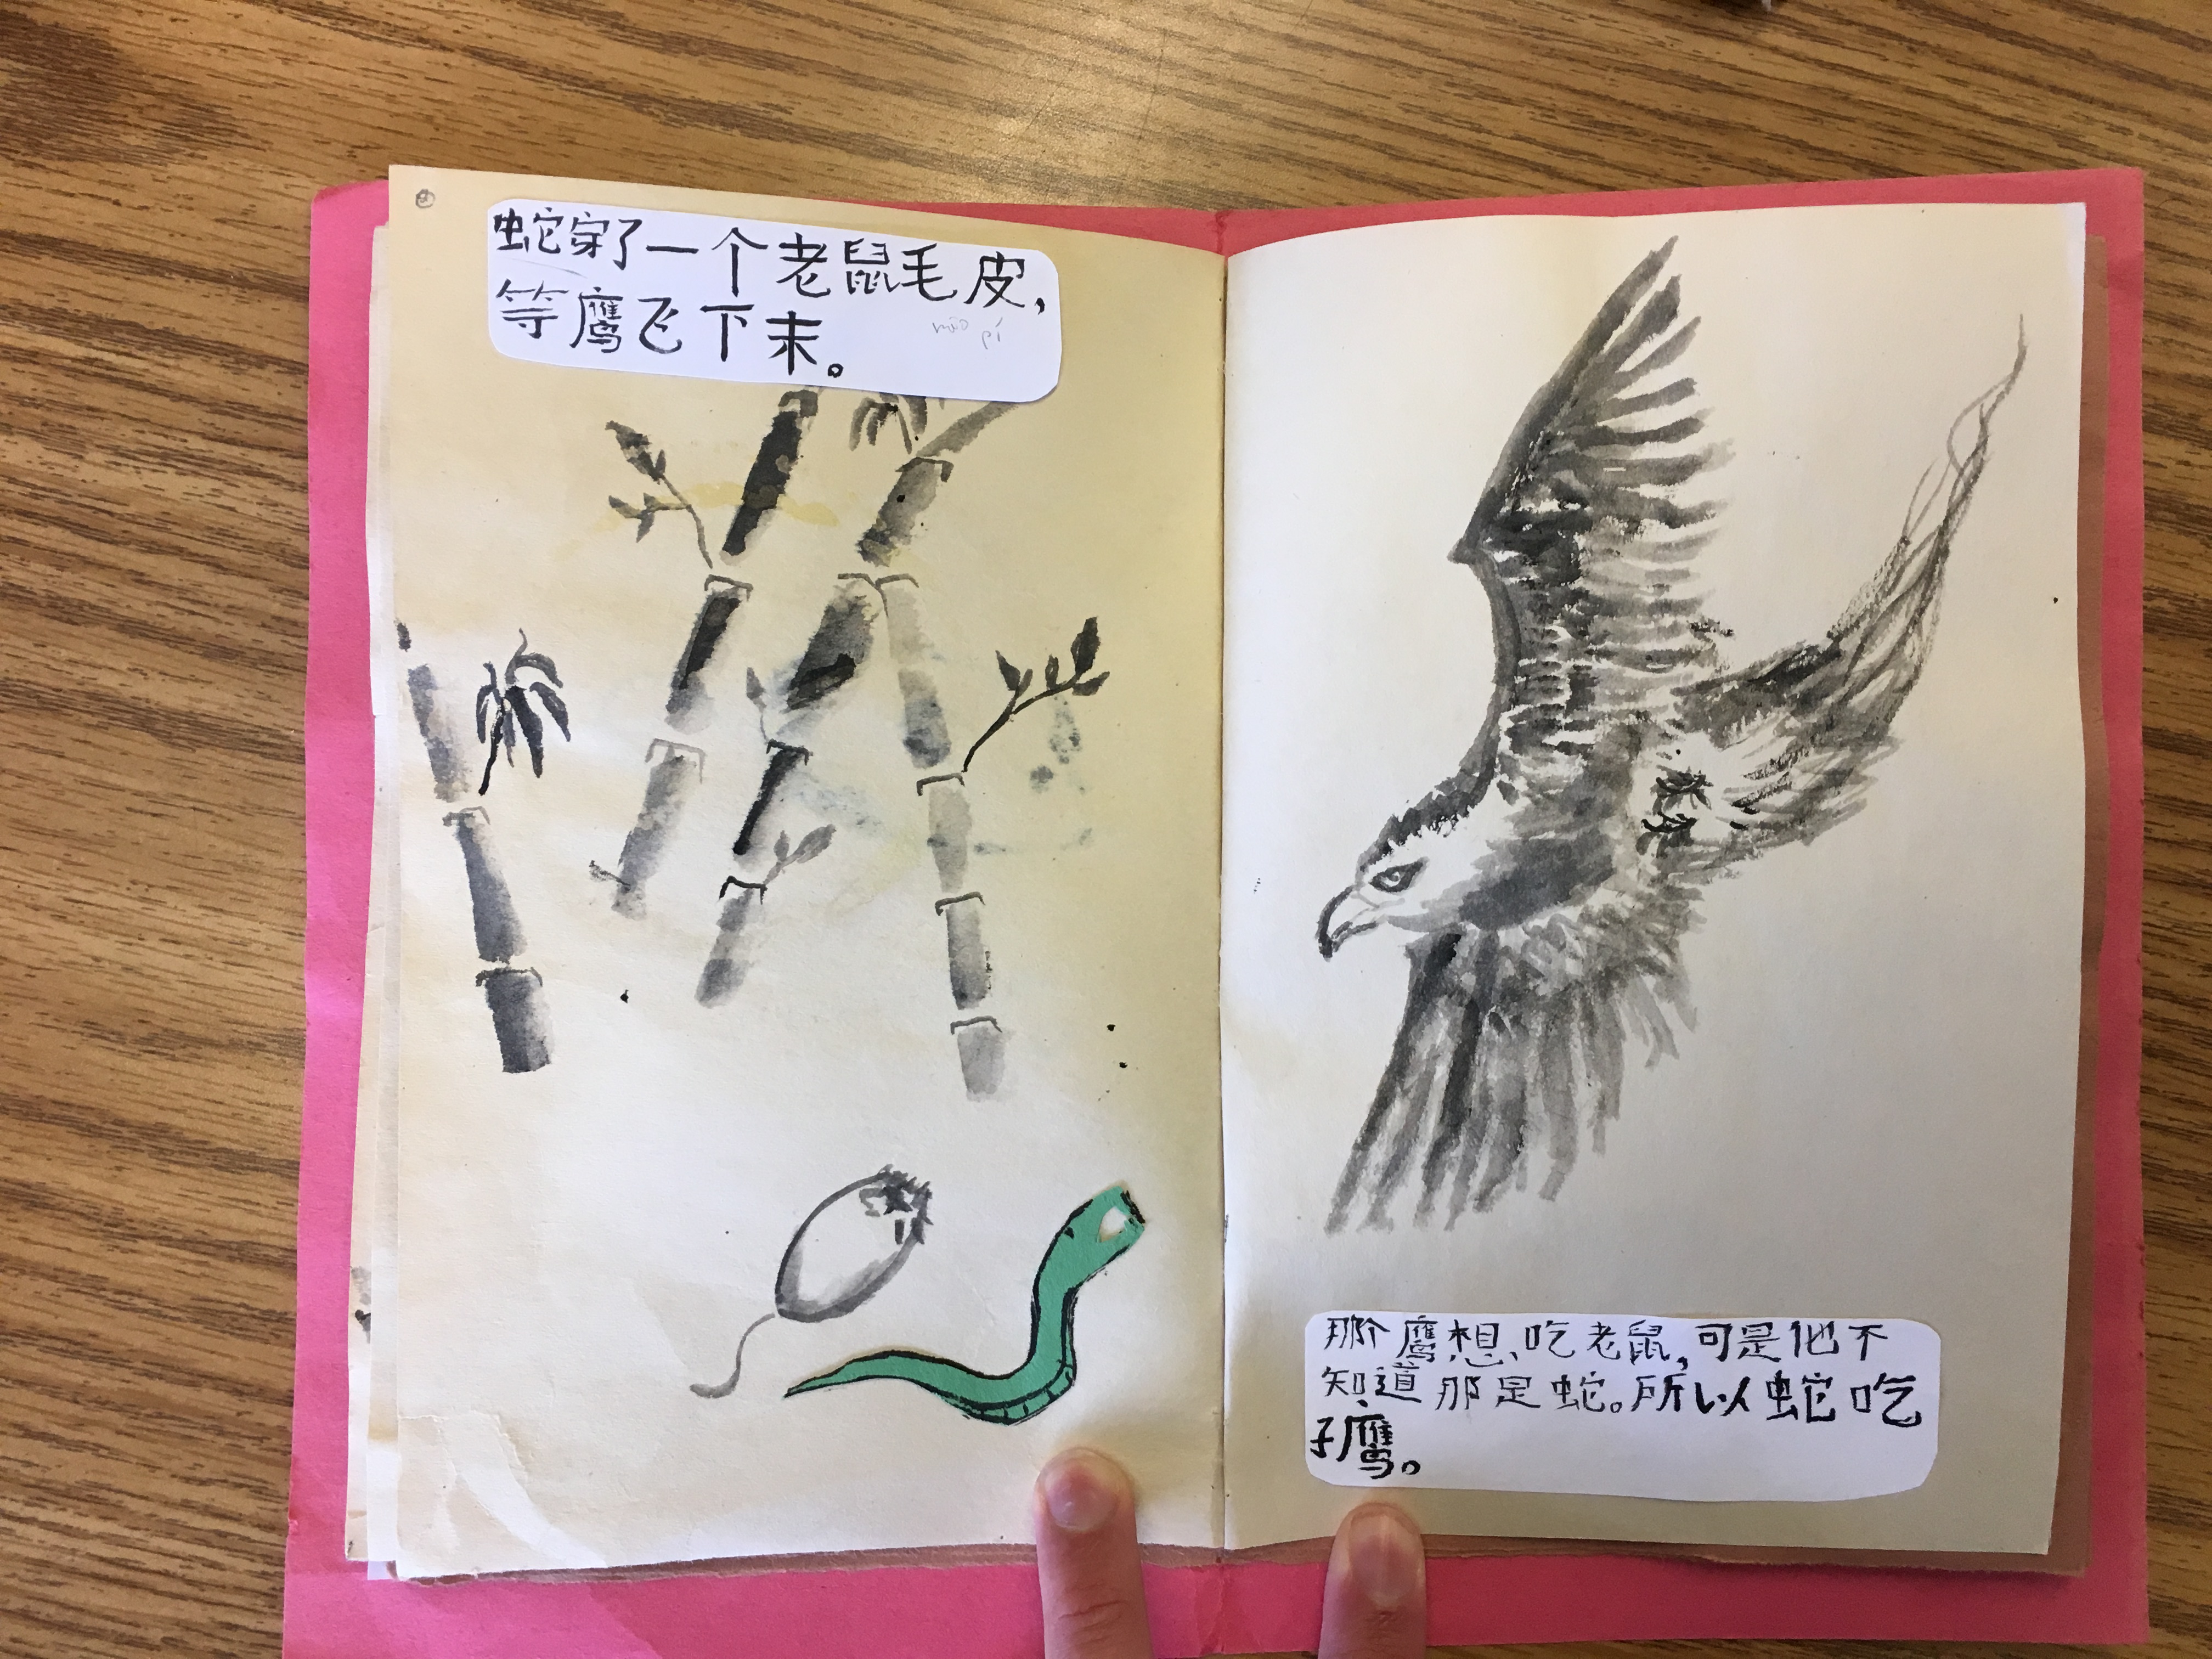 蛇穿了一个老鼠毛皮,
等鹰飞下来。
máo pí
那个鹰想吃老鼠,可是他不
知道那是蛇。所以蛇吃
了鹰。